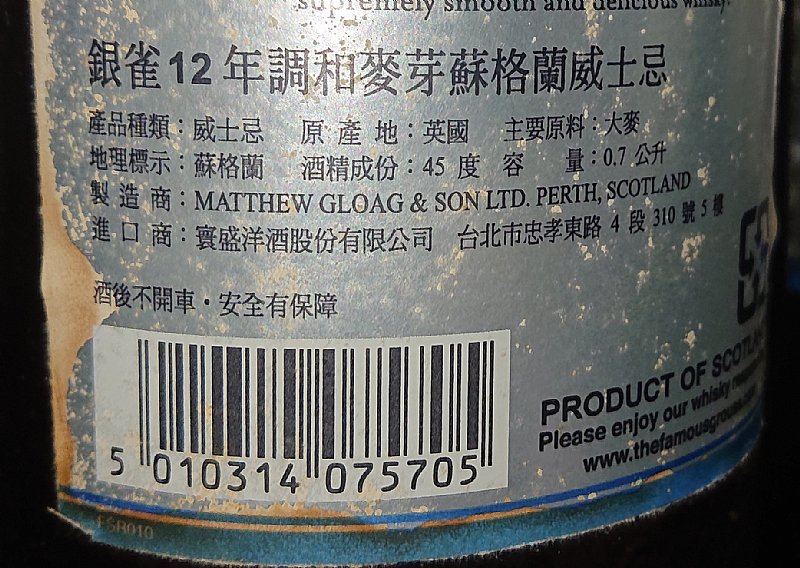 supremely smooth and delicious whisky.
銀雀12年調和麥芽蘇格蘭威士忌
產品種類：威士忌 原產地：英國 主要原料：大麥
地理標示：蘇格蘭 酒精成份：45 度 容量：0.7 公升
製造商：MATTHEW GLOAG & SON LTD. PERTH, SCOTLAND
進口商：寰盛洋酒股份有限公司 台北市忠孝東路 4 段 310 號 5 樓
酒後不開車・安全有保障
5 010314 075705
PRODUCT OF SCOTLAND
Please enjoy our whisky
www.thefamousgrouse